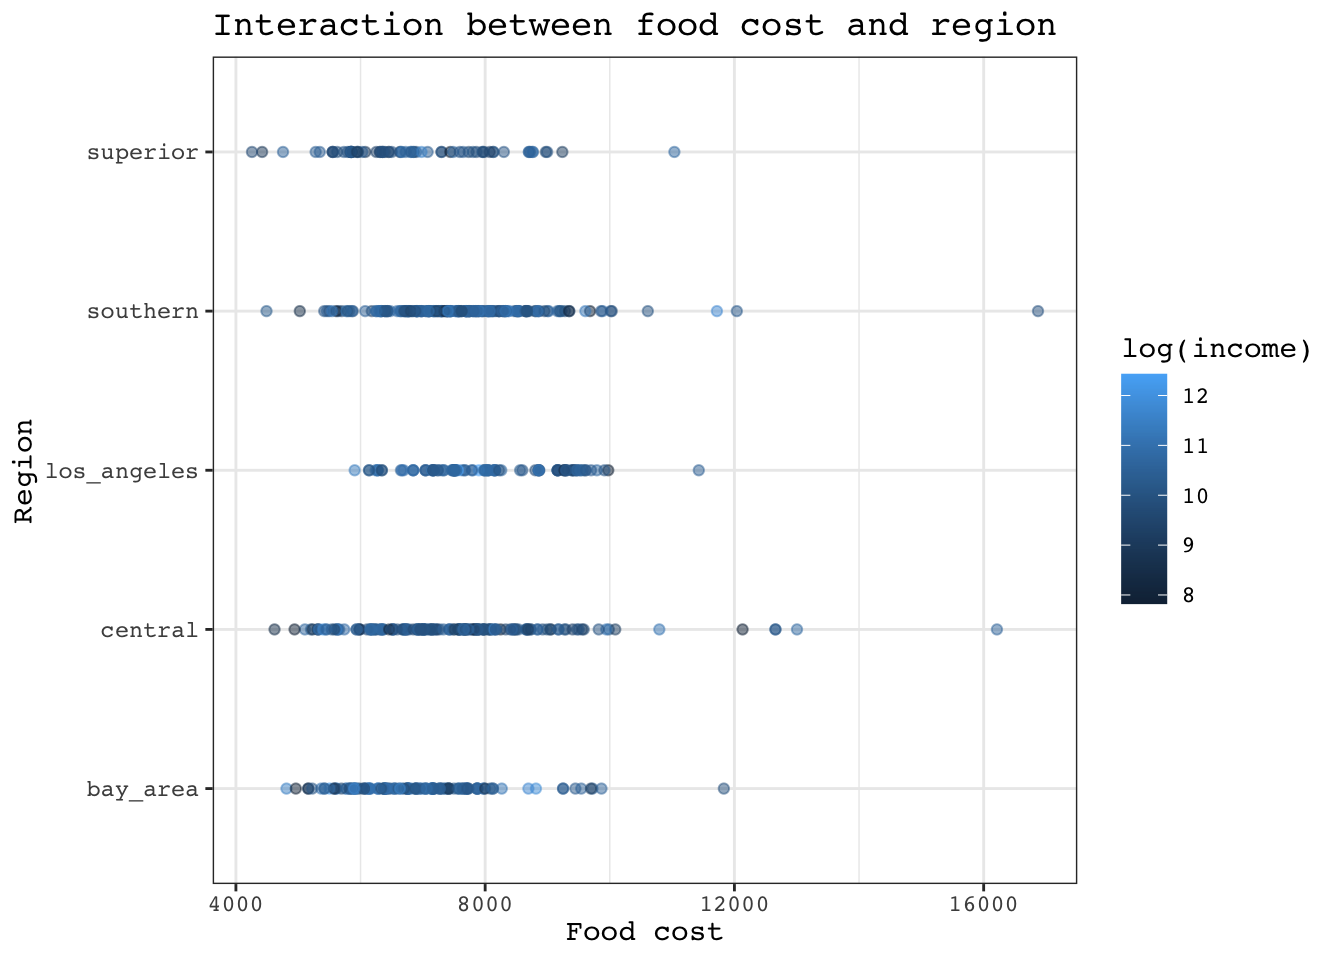 Interaction between food cost and region
Region
superior
southern
los_angeles
central
bay_area
4000 8000 12000 16000
Food cost
log(income)
12
11
10
9
8